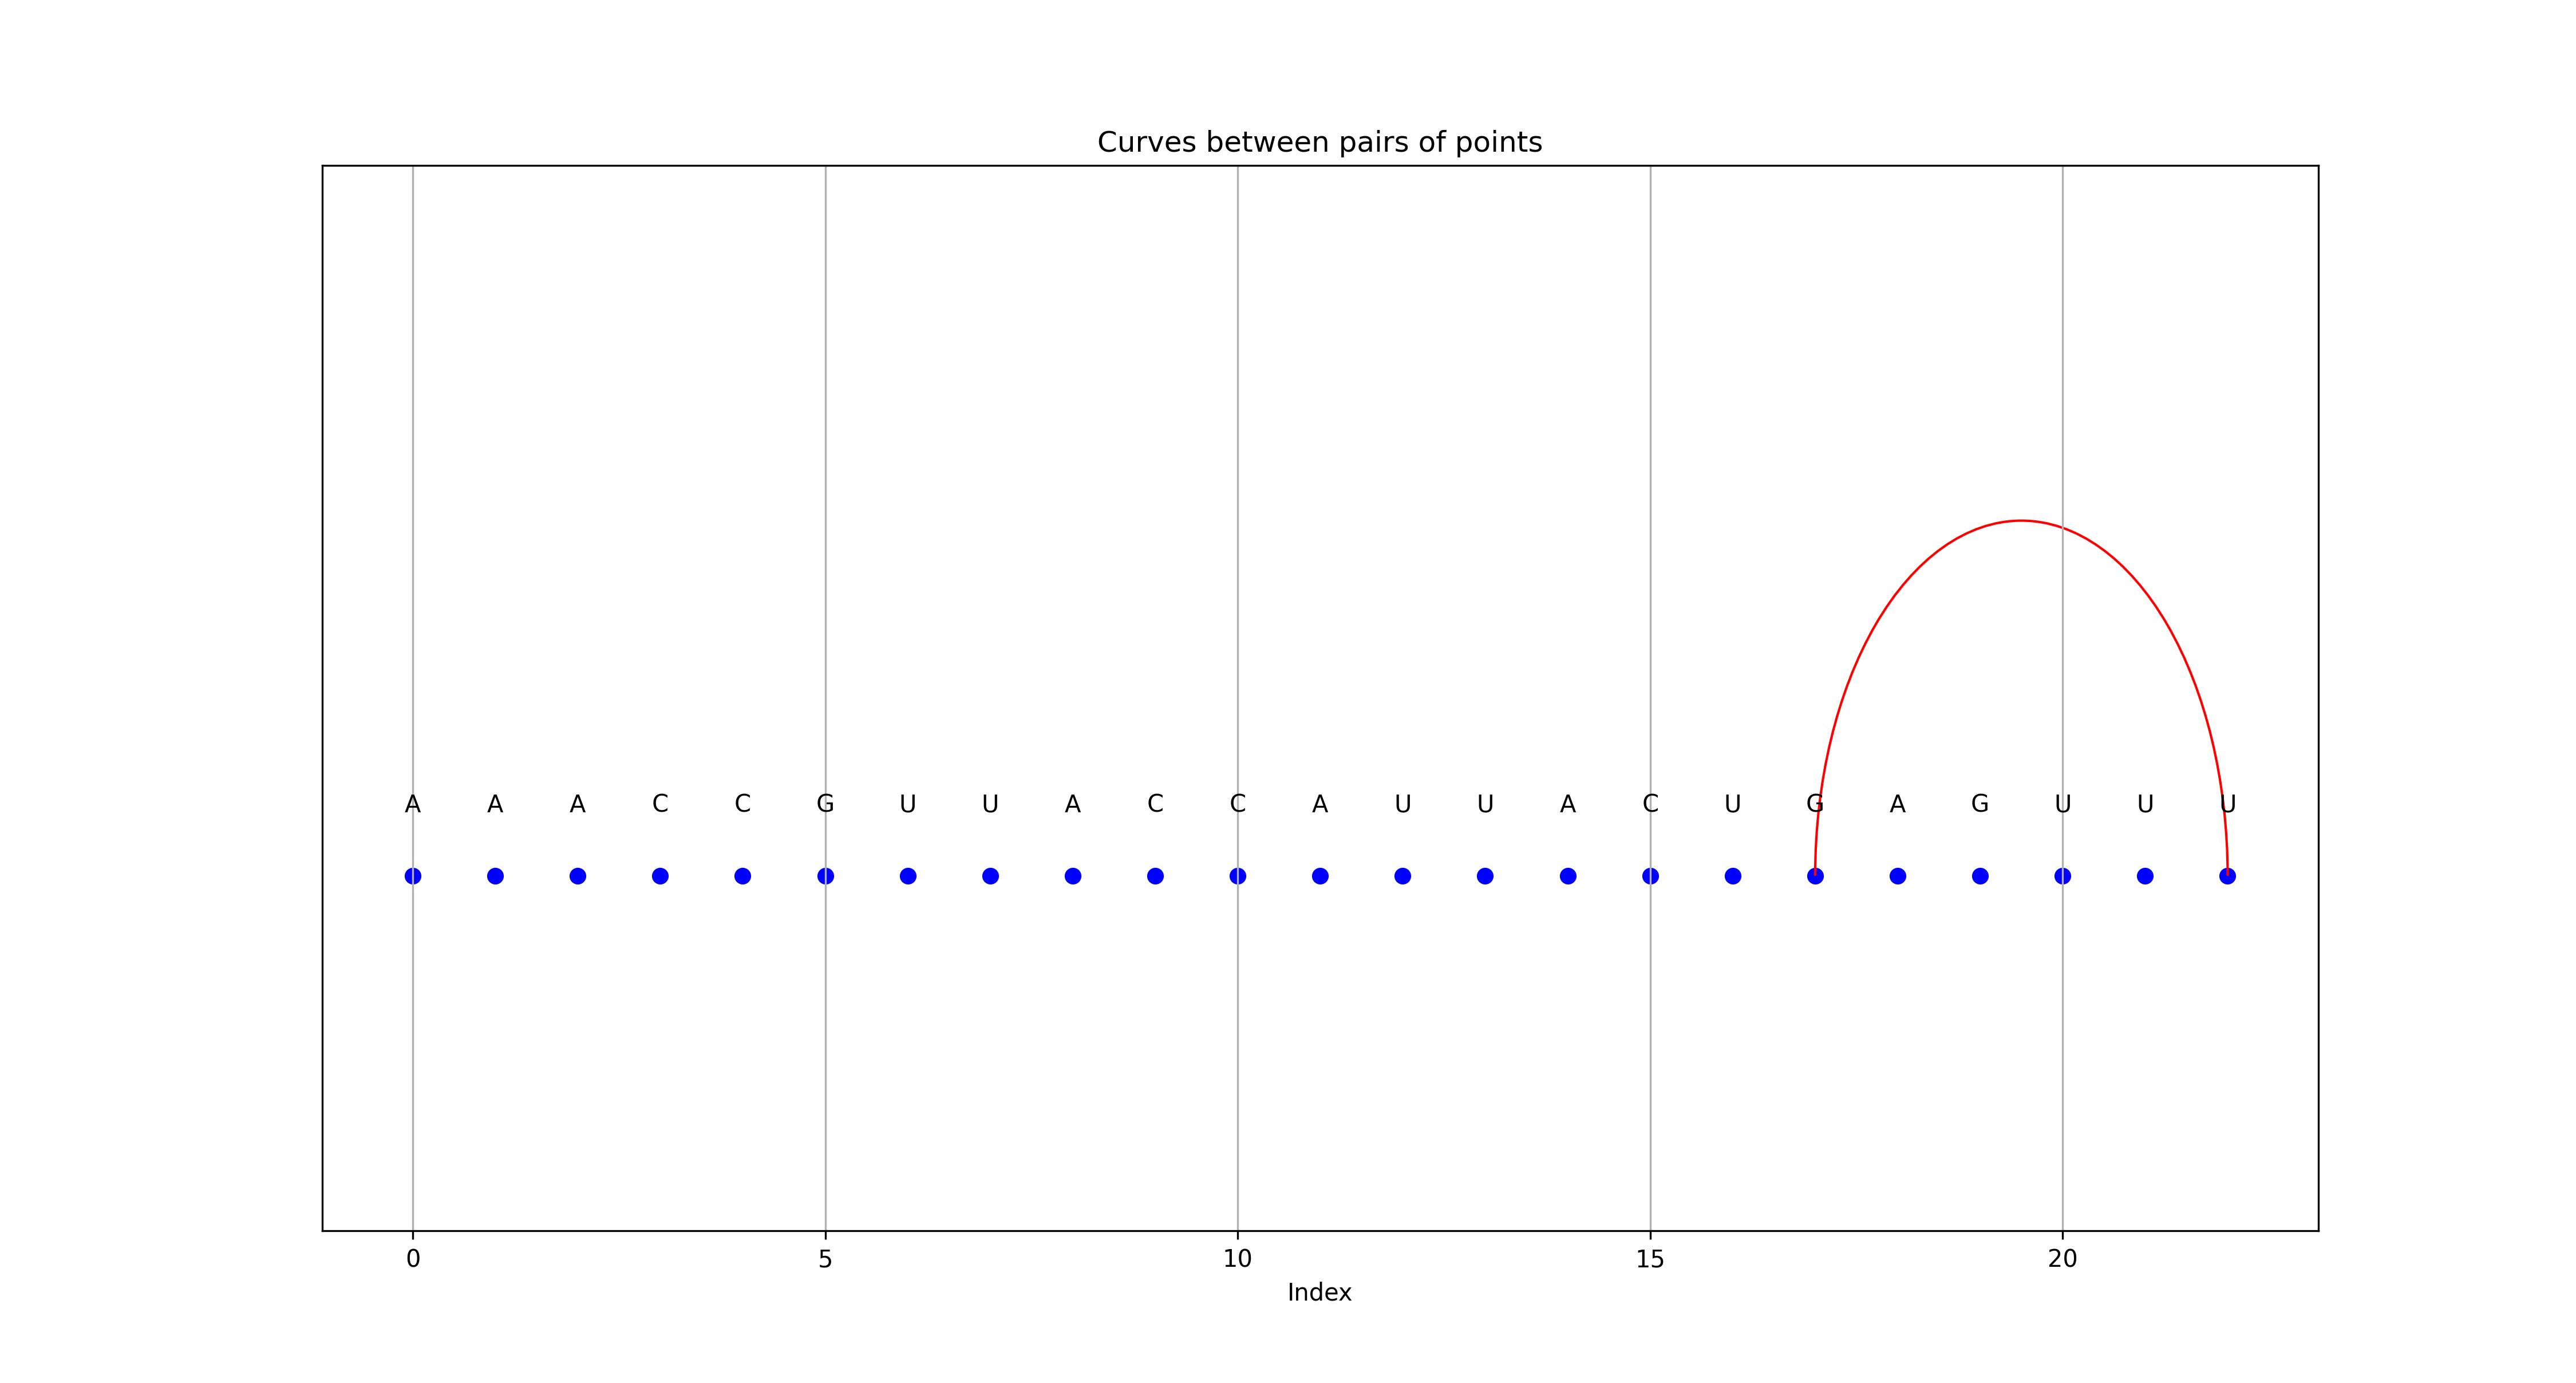 Curves between pairs of points
A A A C C G U U A C C A U U A C U G A G U U U
0 5 10 15 20
Index